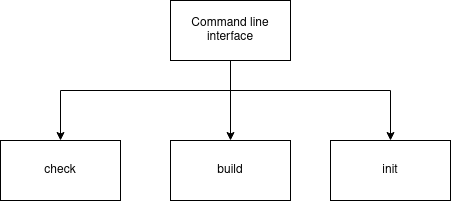 Command line
interface
check
build
init